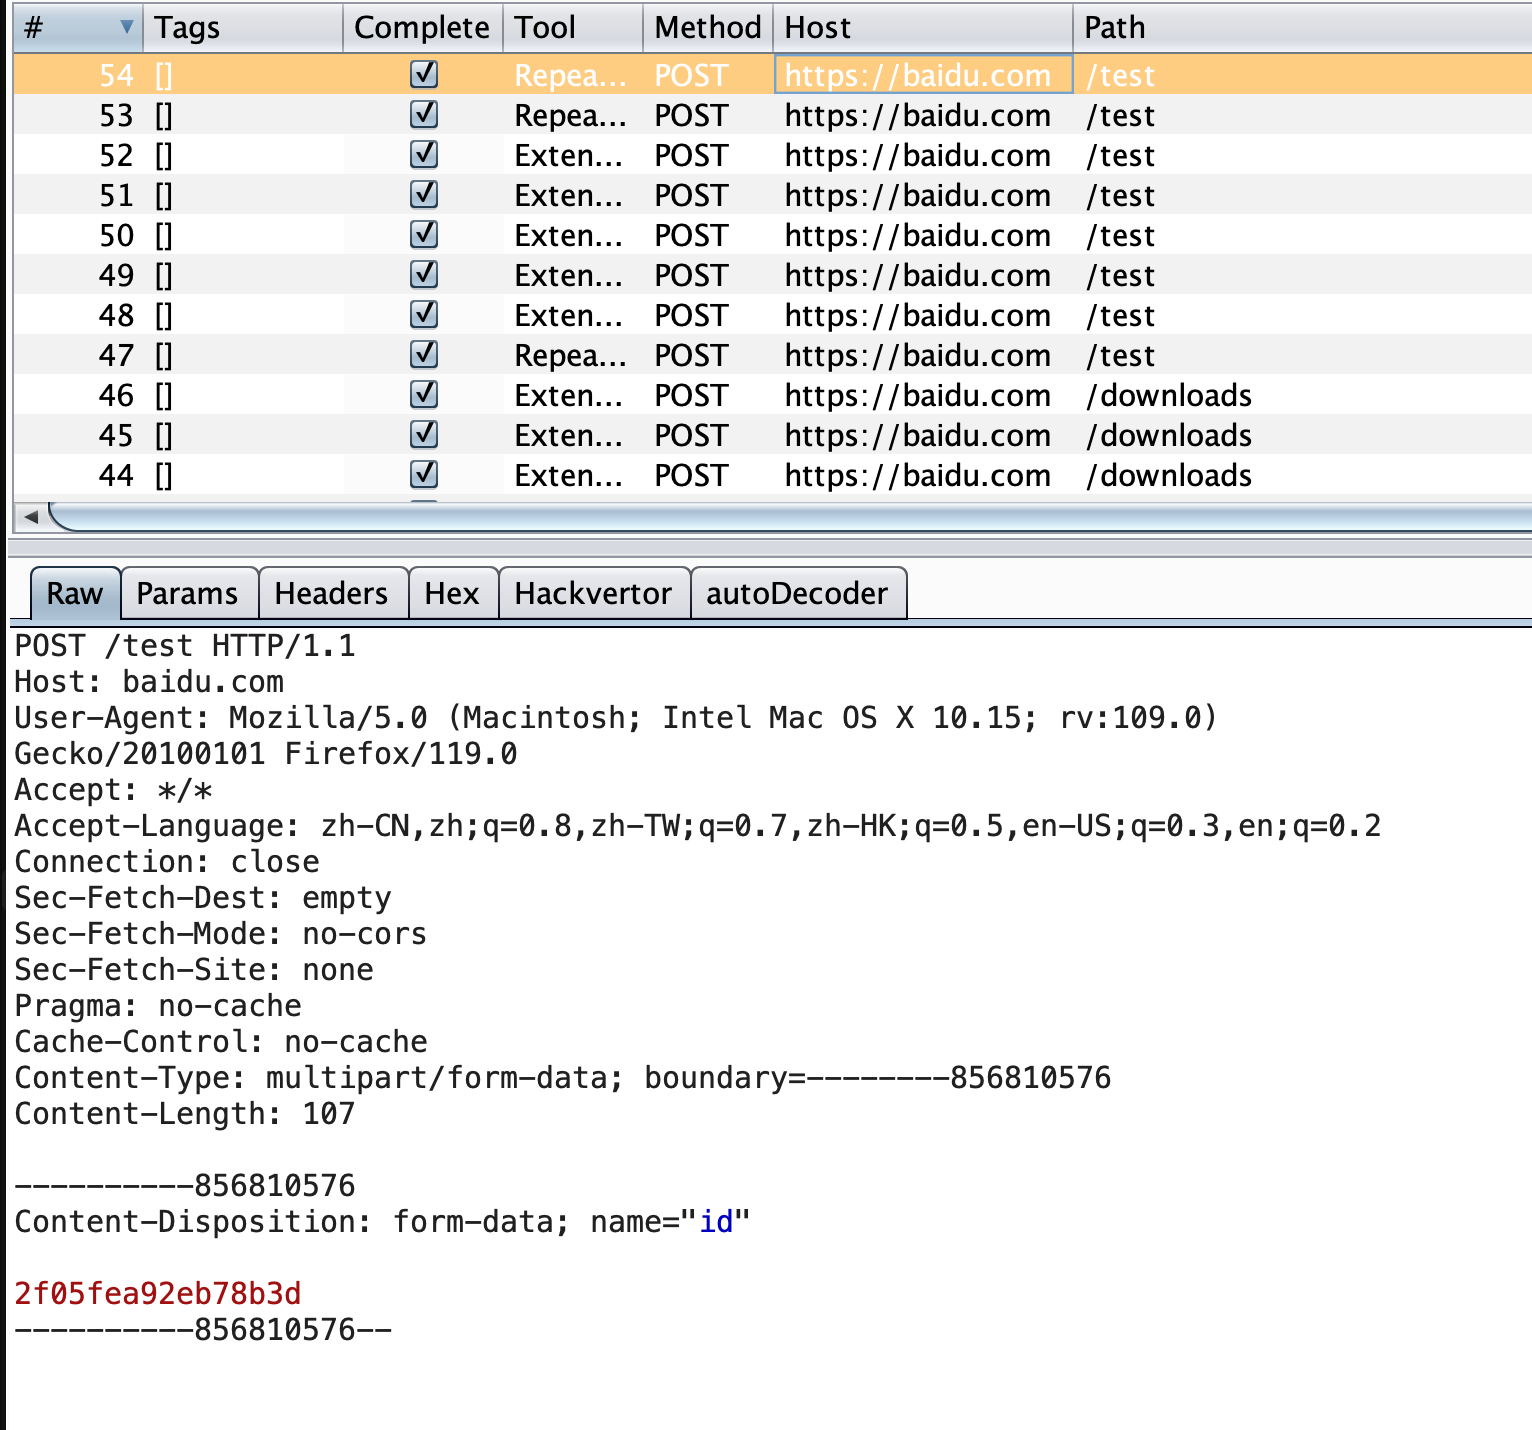 # Tags Complete Tool Method Host Path
54 [] Repea... POST https://baidu.com /test
53 [] Repea... POST https://baidu.com /test
52 [] Exten... POST https://baidu.com /test
51 [] Exten... POST https://baidu.com /test
50 [] Exten... POST https://baidu.com /test
49 [] Exten... POST https://baidu.com /test
48 [] Exten... POST https://baidu.com /test
47 [] Repea... POST https://baidu.com /test
46 [] Exten... POST https://baidu.com /downloads
45 [] Exten... POST https://baidu.com /downloads
44 [] Exten... POST https://baidu.com /downloads
Raw Params Headers Hex Hackvertor autoDecoder
POST /test HTTP/1.1
Host: baidu.com
User-Agent: Mozilla/5.0 (Macintosh; Intel Mac OS X 10.15; rv:109.0)
Gecko/20100101 Firefox/119.0
Accept: */*
Accept-Language: zh-CN,zh;q=0.8,zh-TW;q=0.7,zh-HK;q=0.5,en-US;q=0.3,en;q=0.2
Connection: close
Sec-Fetch-Dest: empty
Sec-Fetch-Mode: no-cors
Sec-Fetch-Site: none
Pragma: no-cache
Cache-Control: no-cache
Content-Type: multipart/form-data; boundary=--------856810576
Content-Length: 107
----------856810576
Content-Disposition: form-data; name="id"
2f05fea92eb78b3d
----------856810576--